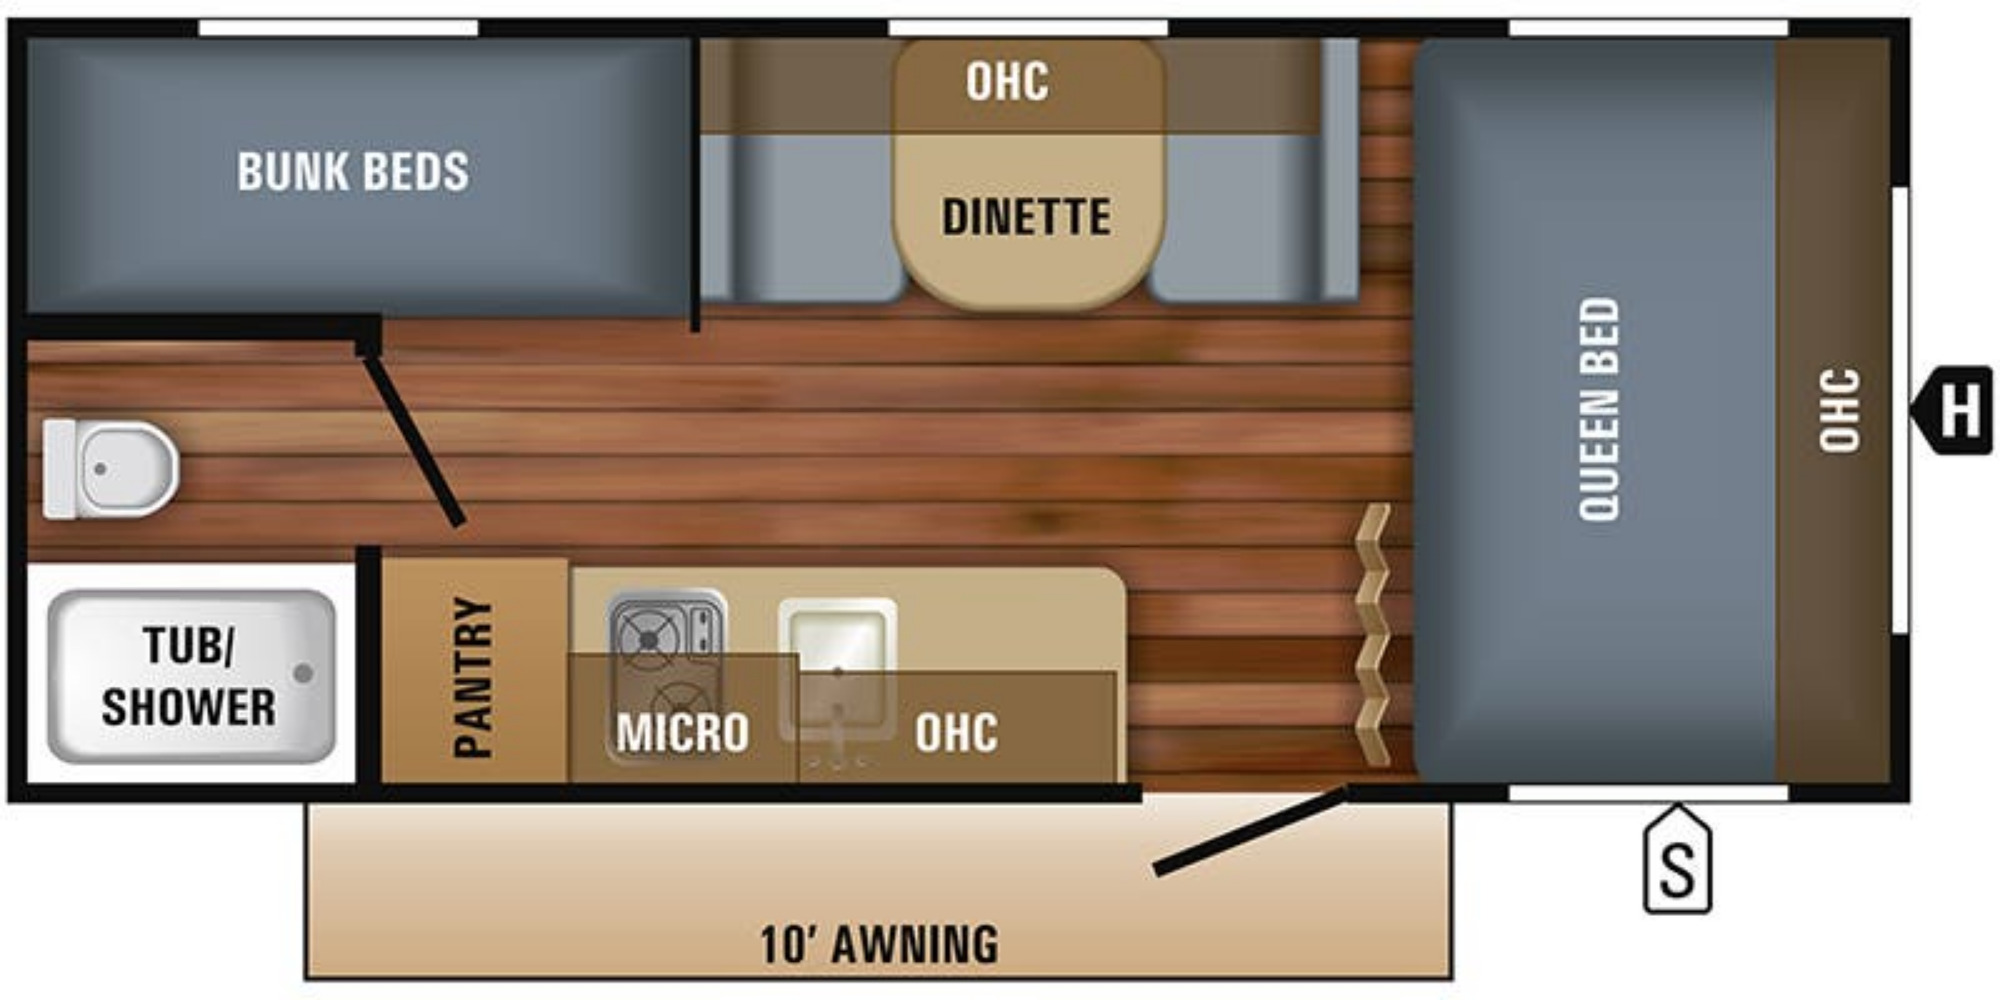 OHC
BUNK BEDS
DINETTE
QUEEN BED
OHC
H
TUB/
SHOWER
PANTRY
MICRO
OHC
S
10' AWNING